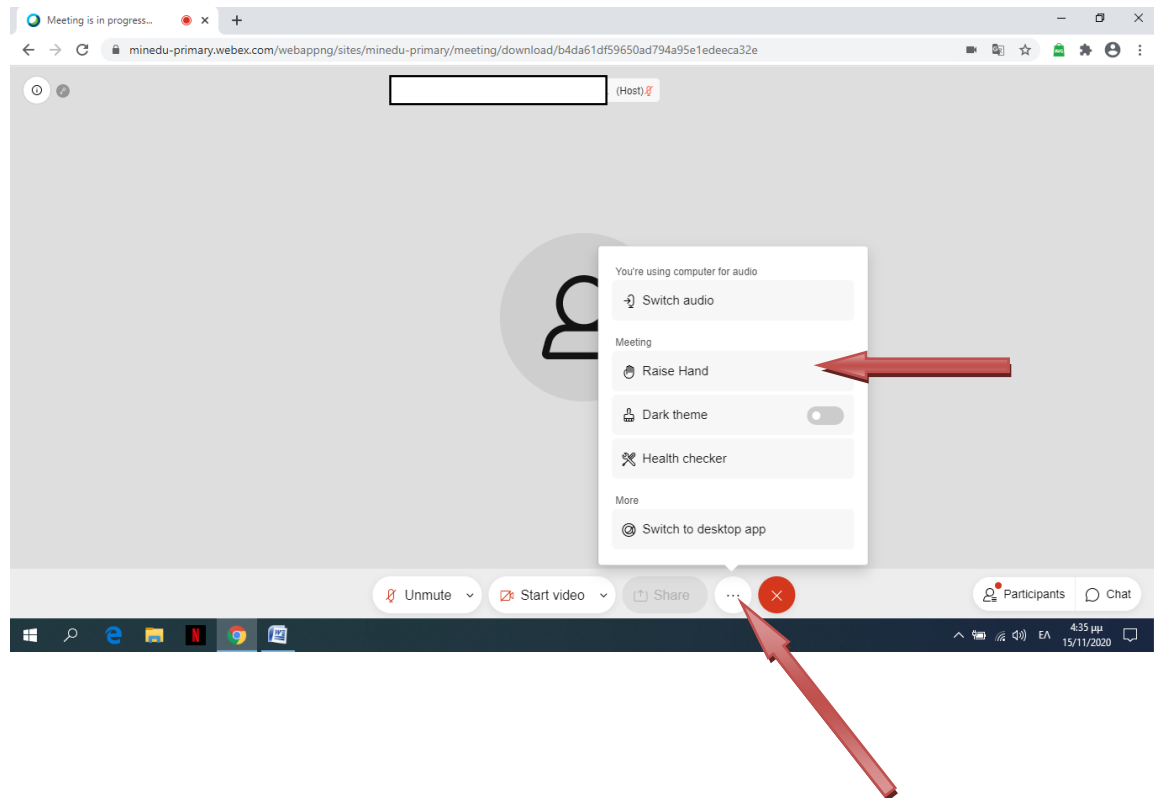 Meeting is in progress...
minedu-primary.webex.com/webappng/sites/minedu-primary/meeting/download/b4da61df59650ad794a95e1edeeca32e
(Host)
You're using computer for audio
Switch audio
Meeting
Raise Hand
Dark theme
Health checker
More
Switch to desktop app
Unmute
Start video
Share
Participants
Chat
N
ΕΛ
4:35 μμ
15/11/2020